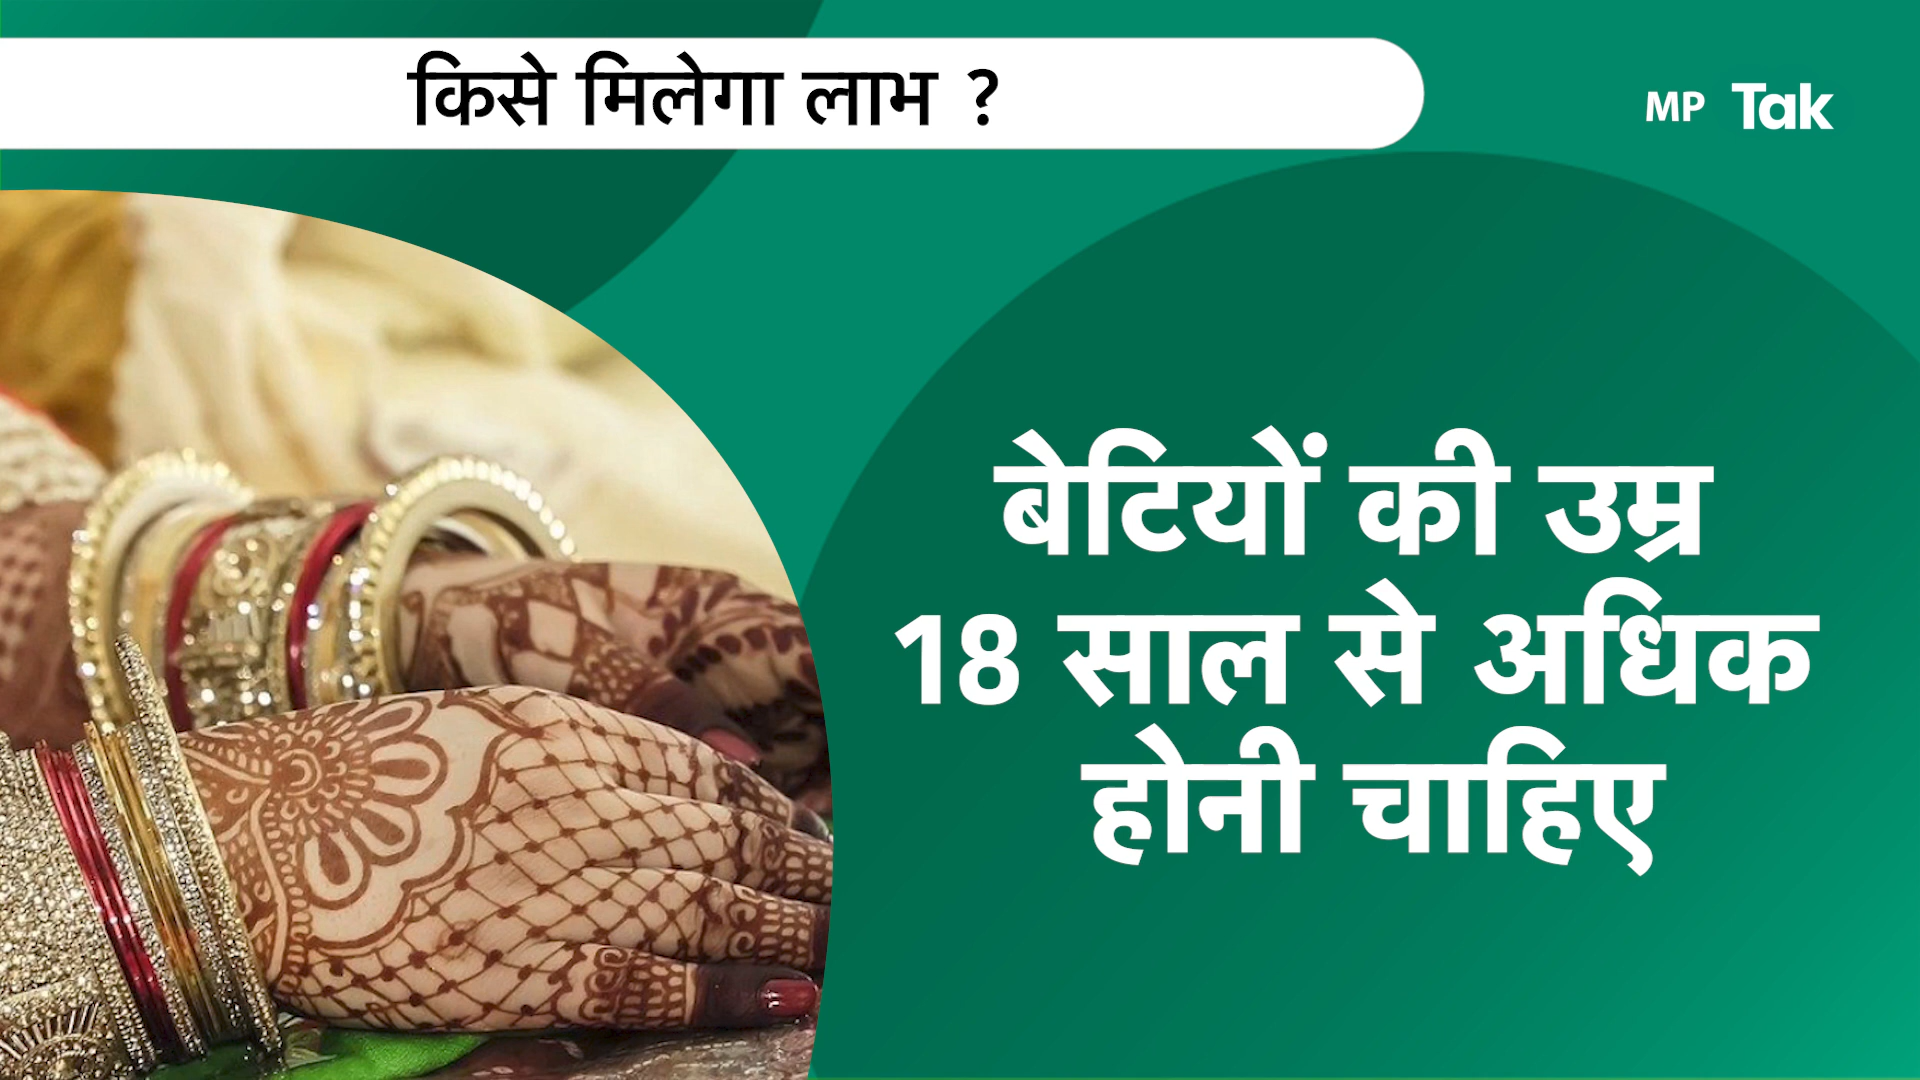 किसे मिलेगा लाभ ?
MP Tak
बेटियों की उम्र
18 साल से अधिक
होनी चाहिए